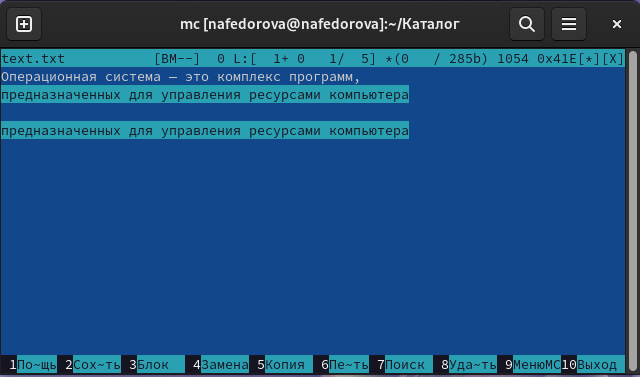 mc [nafedorova@nafedorova]:~/Каталог
text.txt [BM--] 0 L:[ 1+ 0 1/ 5] *(0 / 285b) 1054 0x41E[*][X]
Операционная система — это комплекс программ,
предназначенных для управления ресурсами компьютера
предназначенных для управления ресурсами компьютера
1По~щь 2Сох~ть 3Блок 4Замена 5Копия 6Пе~ть 7Поиск 8Уда~ть 9МенюMC10Выход